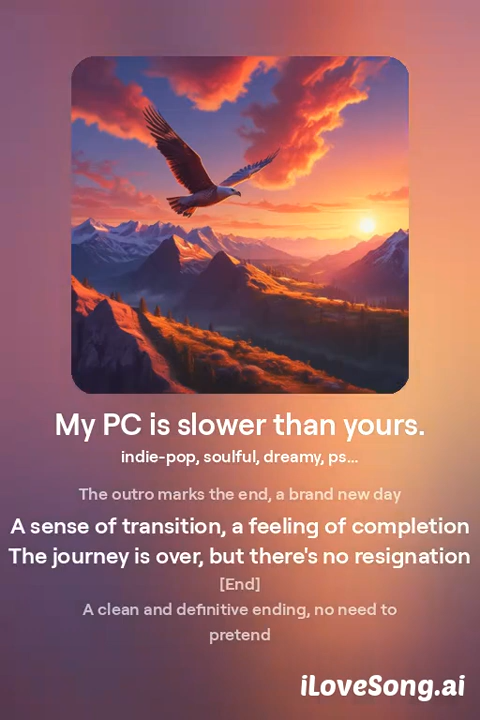 My PC is slower than yours.
indie-pop, soulful, dreamy, ps...
The outro marks the end, a brand new day
A sense of transition, a feeling of completion
The journey is over, but there's no resignation
[End]
A clean and definitive ending, no need to
pretend
iLoveSong.ai